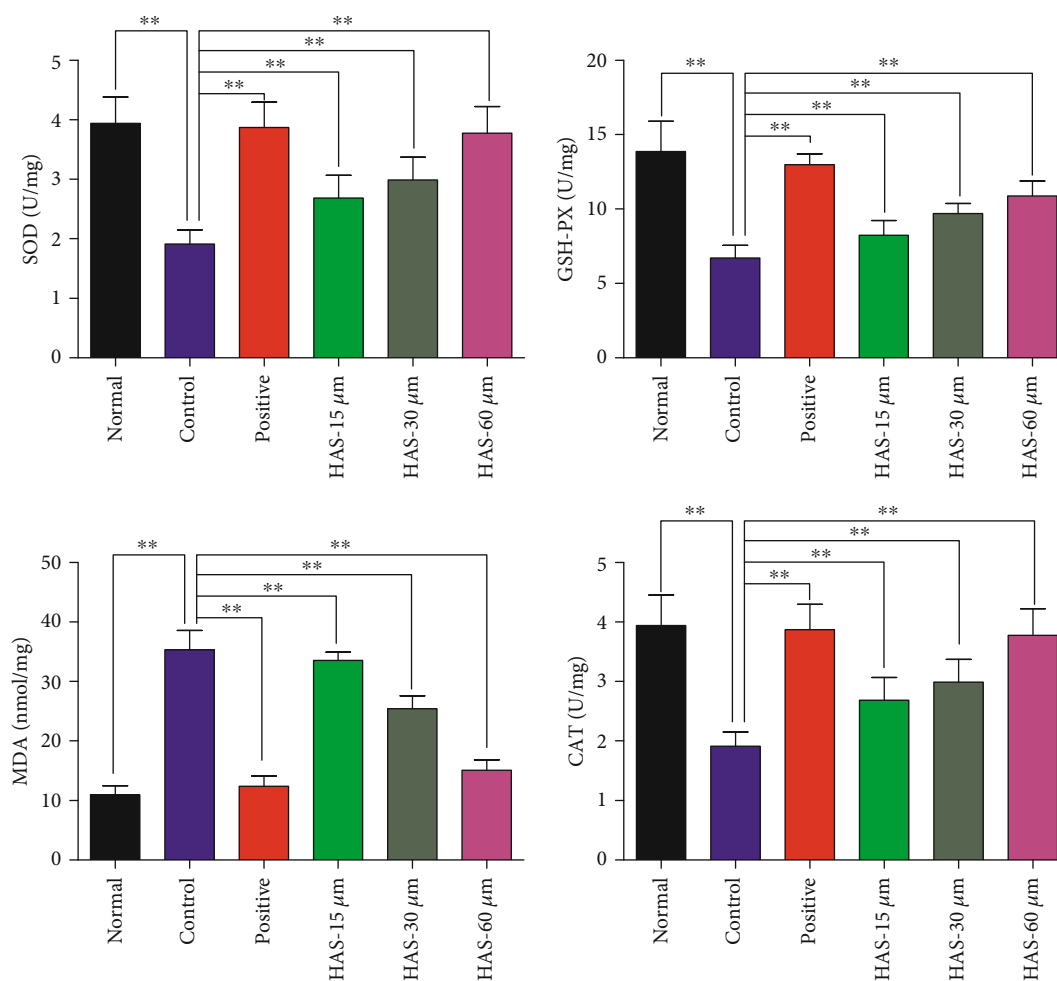 **
**
**
**
**
5
4
3
2
1
0
SOD (U/mg)
Normal
Control
Positive
HAS-15 µm
HAS-30 µm
HAS-60 µm
**
**
**
**
**
20
15
10
5
0
GSH-PX (U/mg)
Normal
Control
Positive
HAS-15 µm
HAS-30 µm
HAS-60 µm
**
**
**
**
**
50
40
30
20
10
0
MDA (nmol/mg)
Normal
Control
Positive
HAS-15 µm
HAS-30 µm
HAS-60 µm
**
**
**
**
**
5
4
3
2
1
0
CAT (U/mg)
Normal
Control
Positive
HAS-15 µm
HAS-30 µm
HAS-60 µm